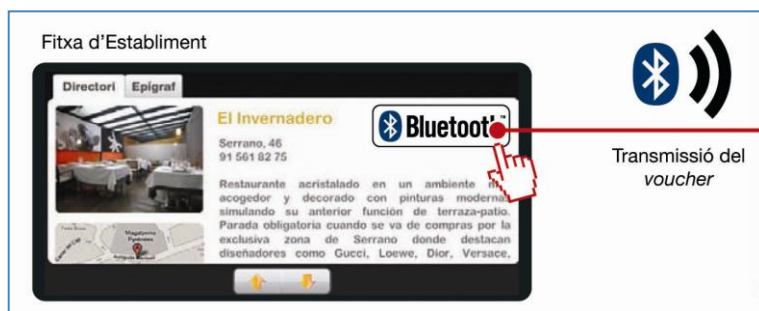 Fitxa d'Establiment
Directori Epígraf
El Invernadero
Bluetooth
Serrano, 46
91 561 82 75
Restaurante acristalado en un ambiente
acogedor y decorado con pinturas modernas
simulando su anterior función de terraza-patio.
Parada obligatoria cuando se va de compras por la
exclusiva zona de Serrano donde destacan
diseñadores como Gucci, Loewe, Dior, Versace,
Magalyama
Pyrénées
Transmissió del
voucher